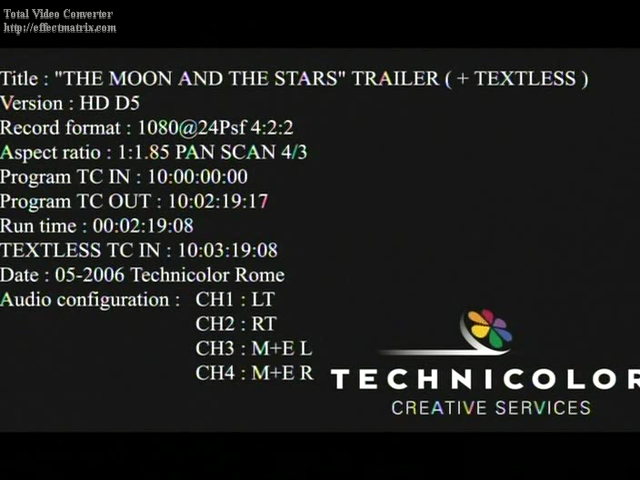 Total Video Converter
http://effectmatrix.com
Title : "THE MOON AND THE STARS" TRAILER ( + TEXTLESS )
Version : HD D5
Record format : 1080@24Psf 4:2:2
Aspect ratio : 1:1.85 PAN SCAN 4/3
Program TC IN : 10:00:00:00
Program TC OUT : 10:02:19:17
Run time : 00:02:19:08
TEXTLESS TC IN : 10:03:19:08
Date : 05-2006 Technicolor Rome
Audio configuration : CH1 : LT
CH2 : RT
CH3 : M+E L
CH4 : M+E R
TECHNICOLOR
CREATIVE SERVICES